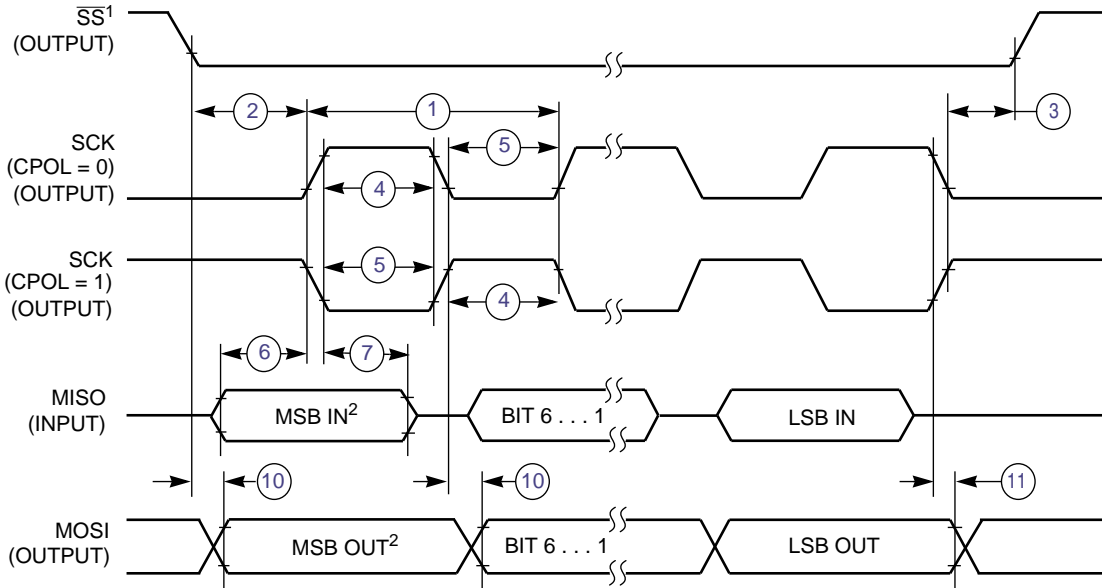 SS¹
(OUTPUT)
2
1
3
SCK
(CPOL = 0)
(OUTPUT)
5
4
SCK
(CPOL = 1)
(OUTPUT)
5
4
6
7
MISO
(INPUT)
MSB IN²
BIT 6 . . . 1
LSB IN
10
10
11
MOSI
(OUTPUT)
MSB OUT²
BIT 6 . . . 1
LSB OUT